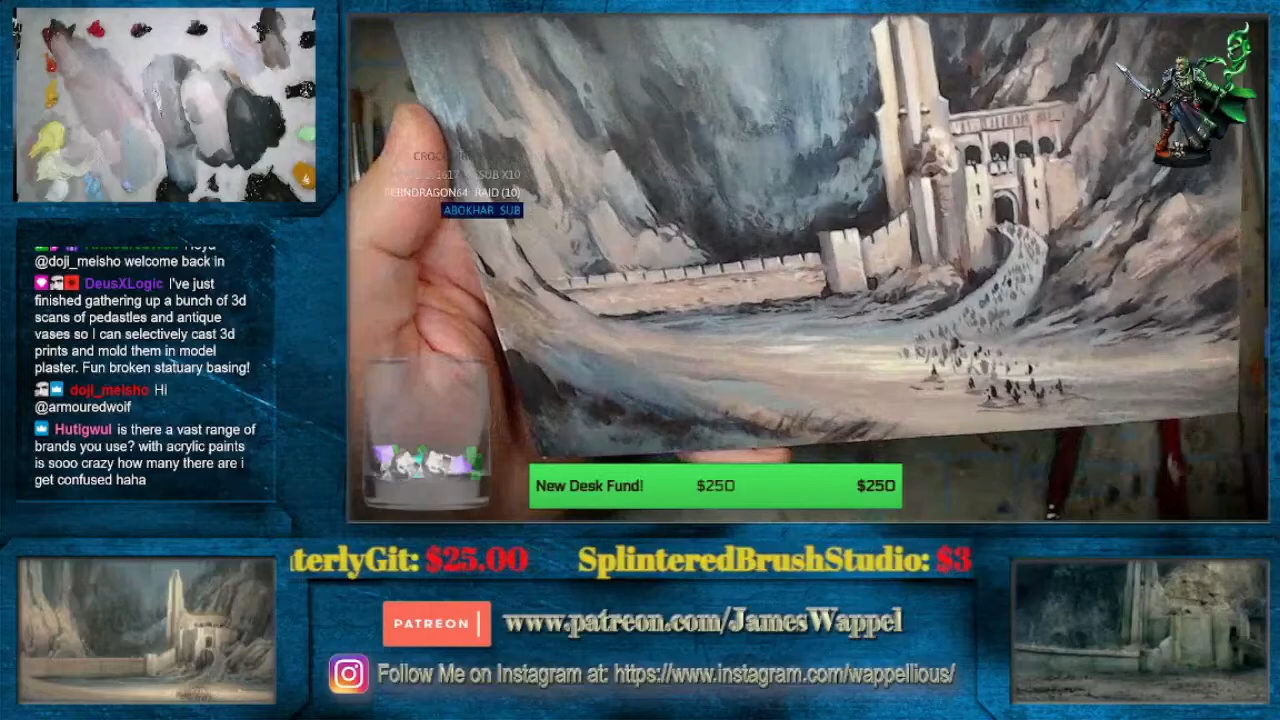 @doji_meisho welcome back in
DeusXLogic I've just
finished gathering up a bunch of 3d
scans of pedastles and antique
vases so I can selectively cast 3d
prints and mold them in model
plaster. Fun broken statuary basing!
doji_meisho Hi
@armouredwolf
Hutigwul is there a vast range of
brands you use? with acrylic paints
is sooo crazy how many there are i
get confused haha
SUB X10
RAID (10)
ABOKHAR SUB
New Desk Fund! $250 $250
terlyGit: $25.00 SplinteredBrushStudio: $3
PATREON www.patreon.com/JamesWappel
Follow Me on Instagram at: https://www.instagram.com/wappellious/